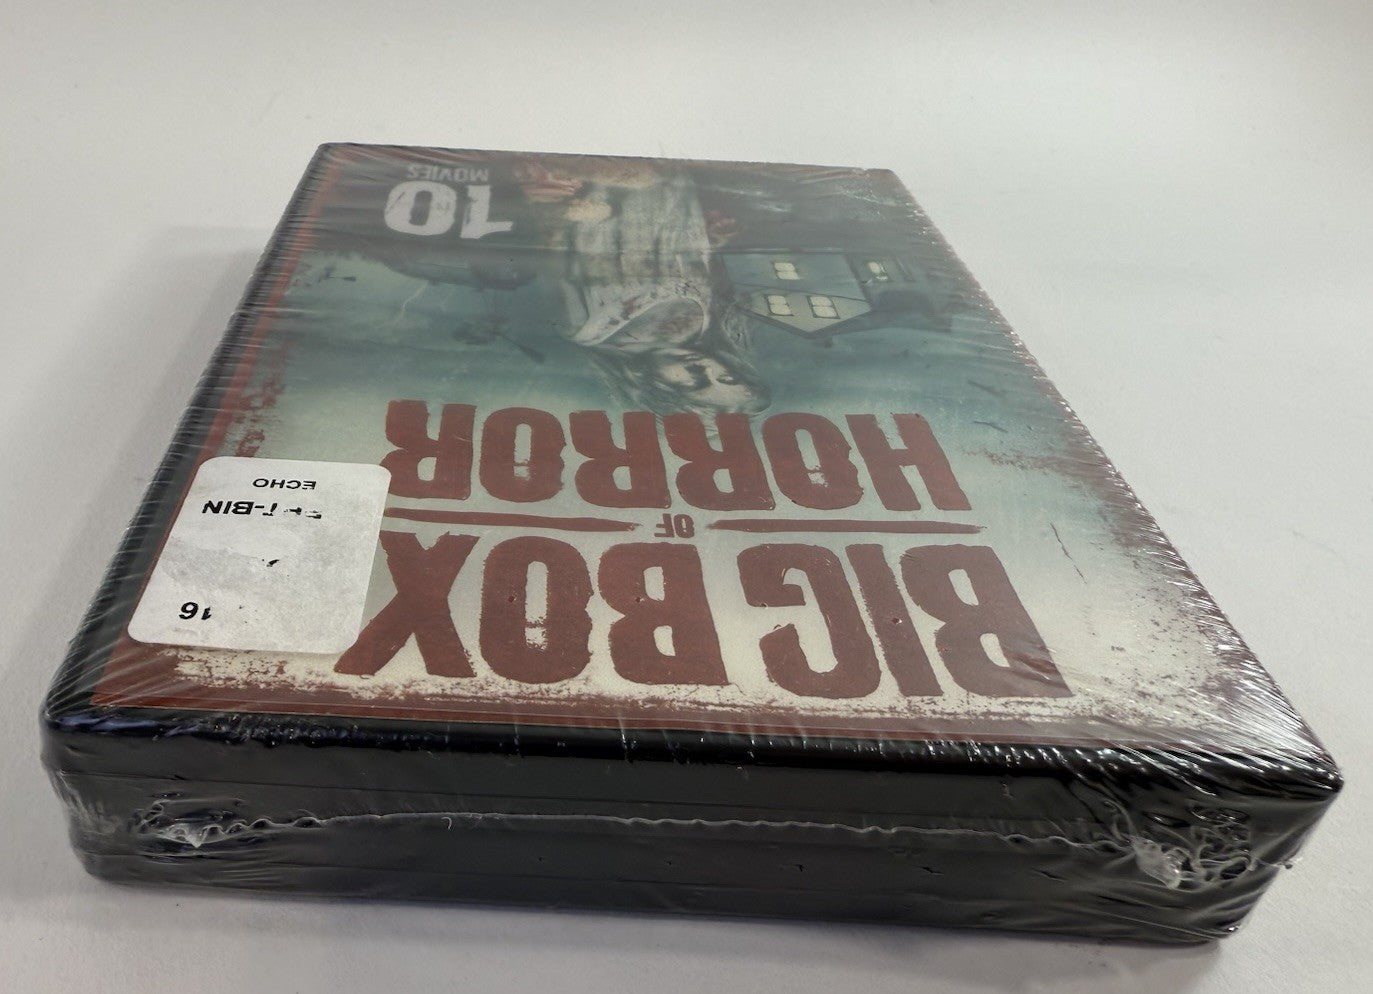 BIG BOX
OF
HORROR
10
MOVIES
16
-BIN
ECHO